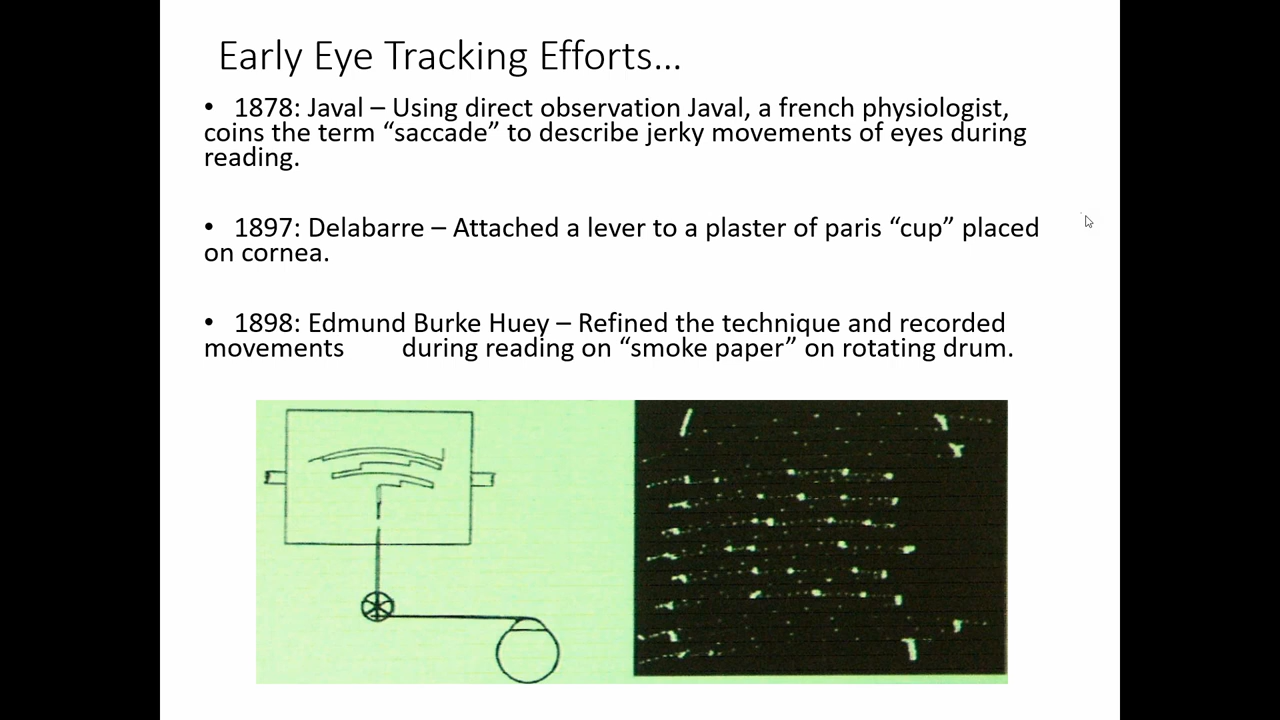 Early Eye Tracking Efforts…
• 1878: Javal – Using direct observation Javal, a french physiologist,
coins the term “saccade” to describe jerky movements of eyes during
reading.
• 1897: Delabarre – Attached a lever to a plaster of paris “cup” placed
on cornea.
• 1898: Edmund Burke Huey – Refined the technique and recorded
movements during reading on “smoke paper” on rotating drum.